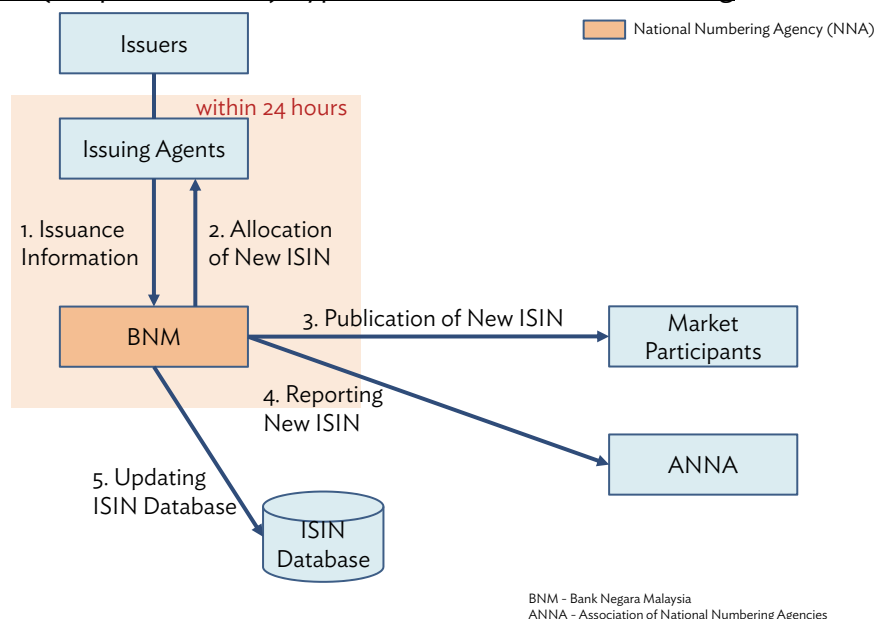 National Numbering Agency (NNA)
Issuers
within 24 hours
Issuing Agents
1. Issuance
Information
2. Allocation
of New ISIN
3. Publication of New ISIN
BNM
Market
Participants
4. Reporting
New ISIN
ANNA
5. Updating
ISIN Database
ISIN
Database
BNM - Bank Negara Malaysia
ANNA - Association of National Numbering Agencies